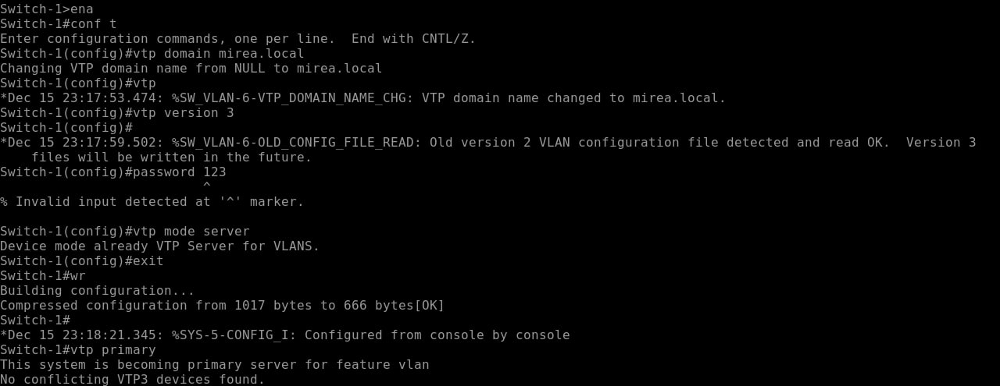 Switch-1>ena
Switch-1#conf t
Enter configuration commands, one per line.  End with CNTL/Z.
Switch-1(config)#vtp domain mirea.local
Changing VTP domain name from NULL to mirea.local
Switch-1(config)#vtp
*Dec 15 23:17:53.474: %SW_VLAN-6-VTP_DOMAIN_NAME_CHG: VTP domain name changed to mirea.local.
Switch-1(config)#vtp version 3
Switch-1(config)#
*Dec 15 23:17:59.502: %SW_VLAN-6-OLD_CONFIG_FILE_READ: Old version 2 VLAN configuration file detected and read OK.  Version 3
    files will be written in the future.
Switch-1(config)#password 123
                          ^
% Invalid input detected at '^' marker.

Switch-1(config)#vtp mode server
Device mode already VTP Server for VLANS.
Switch-1(config)#exit
Switch-1#wr
Building configuration...
Compressed configuration from 1017 bytes to 666 bytes[OK]
Switch-1#
*Dec 15 23:18:21.345: %SYS-5-CONFIG_I: Configured from console by console
Switch-1#vtp primary
This system is becoming primary server for feature vlan
No conflicting VTP3 devices found.